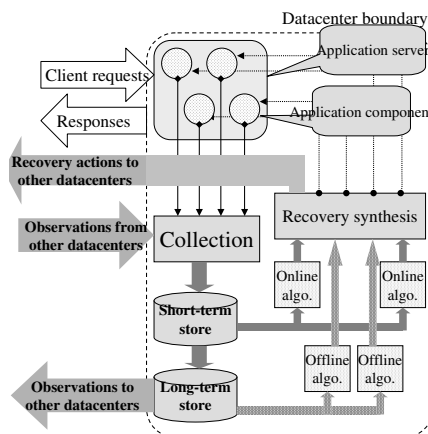 Datacenter boundary
Application server
Client requests
Application component
Responses
Recovery actions to
other datacenters
Observations from
other datacenters
Collection
Recovery synthesis
Online
algo.
Online
algo.
Short-term
store
Offline
algo.
Offline
algo.
Observations to
other datacenters
Long-term
store